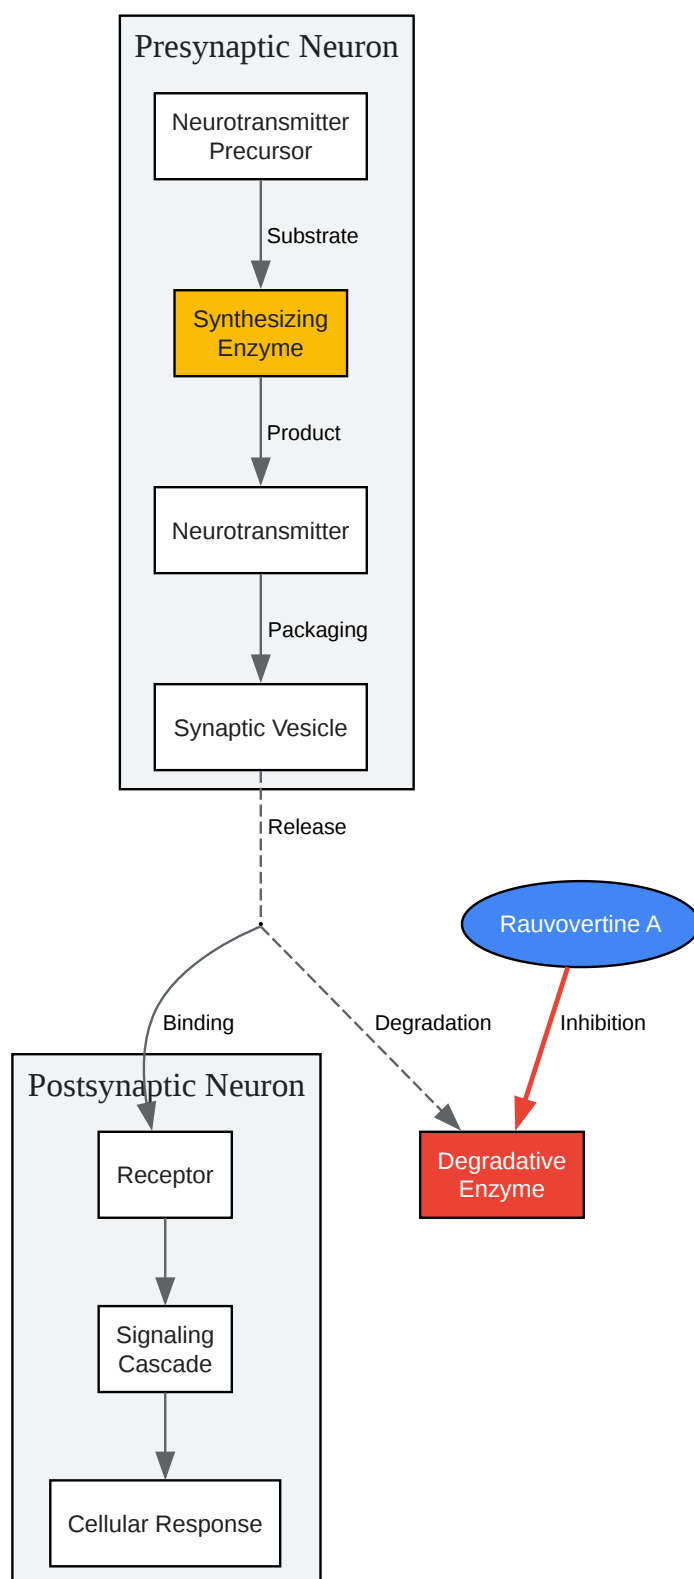 Presynaptic Neuron
Neurotransmitter
Precursor
Substrate
Synthesizing
Enzyme
Product
Neurotransmitter
Packaging
Synaptic Vesicle
Release
Rauvovertine A
Binding
Degradation
Inhibition
Postsynaptic Neuron
Receptor
Degradative
Enzyme
Signaling
Cascade
Cellular Response